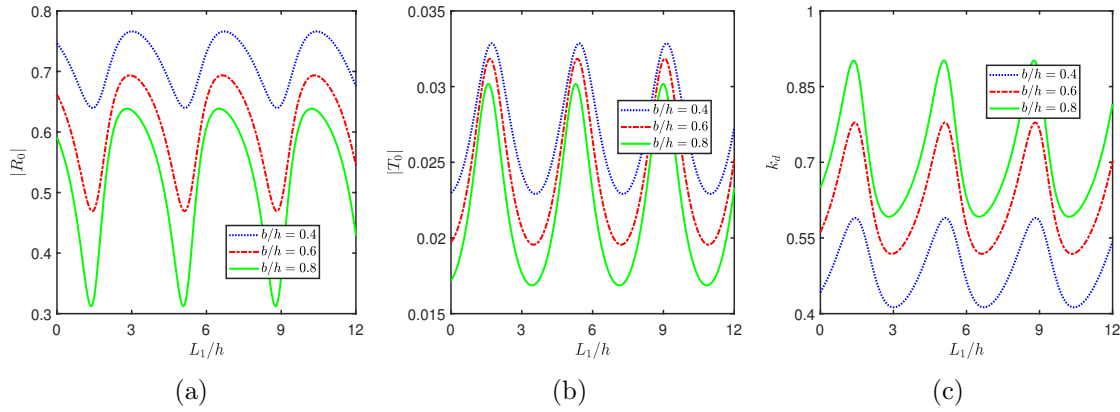 0.8
0.7
0.6
0.5
0.4
0.3
0 3 6 9 12
|R₀|
L₁/h
b/h = 0.4
b/h = 0.6
b/h = 0.8
(a)
0.035
0.03
0.025
0.02
0.015
0 3 6 9 12
|T₀|
L₁/h
b/h = 0.4
b/h = 0.6
b/h = 0.8
(b)
1
0.85
0.7
0.55
0.4
0 3 6 9 12
k_d
L₁/h
b/h = 0.4
b/h = 0.6
b/h = 0.8
(c)